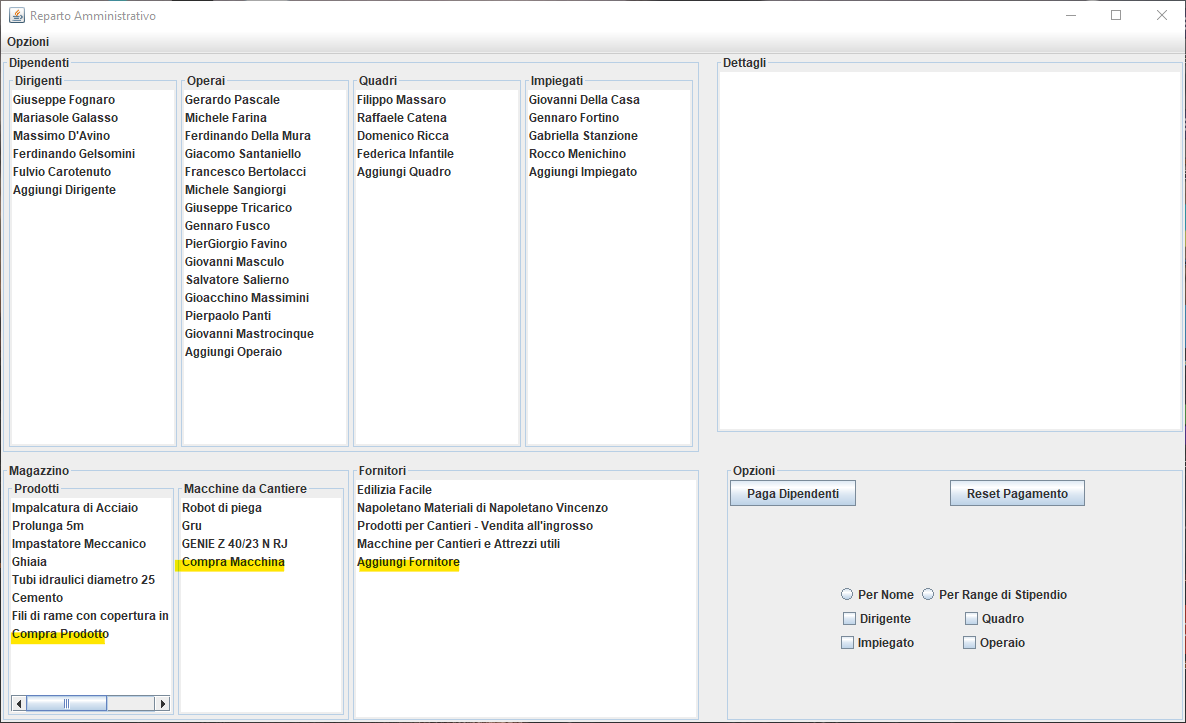 Reparto Amministrativo
Opzioni
Dipendenti
Dirigenti
Giuseppe Fognaro
Mariasole Galasso
Massimo D'Avino
Ferdinando Gelsomini
Fulvio Carotenuto
Aggiungi Dirigente
Operai
Gerardo Pascale
Michele Farina
Ferdinando Della Mura
Giacomo Santaniello
Francesco Bertolacci
Michele Sangiorgi
Giuseppe Tricarico
Gennaro Fusco
PierGiorgio Favino
Giovanni Masculo
Salvatore Salierno
Gioacchino Massimini
Pierpaolo Panti
Giovanni Mastrocinque
Aggiungi Operaio
Quadri
Filippo Massaro
Raffaele Catena
Domenico Ricca
Federica Infantile
Aggiungi Quadro
Impiegati
Giovanni Della Casa
Gennaro Fortino
Gabriella Stanzione
Rocco Menichino
Aggiungi Impiegato
Dettagli
Magazzino
Prodotti
Impalcatura di Acciaio
Prolunga 5m
Impastatore Meccanico
Ghiaia
Tubi idraulici diametro 25
Cemento
Fili di rame con copertura in
Compra Prodotto
Macchine da Cantiere
Robot di piega
Gru
GENIE Z 40/23 N RJ
Compra Macchina
Fornitori
Edilizia Facile
Napoletano Materiali di Napoletano Vincenzo
Prodotti per Cantieri - Vendita all'ingrosso
Macchine per Cantieri e Attrezzi utili
Aggiungi Fornitore
Opzioni
Paga Dipendenti
Reset Pagamento
Per Nome
Per Range di Stipendio
Dirigente
Quadro
Impiegato
Operaio